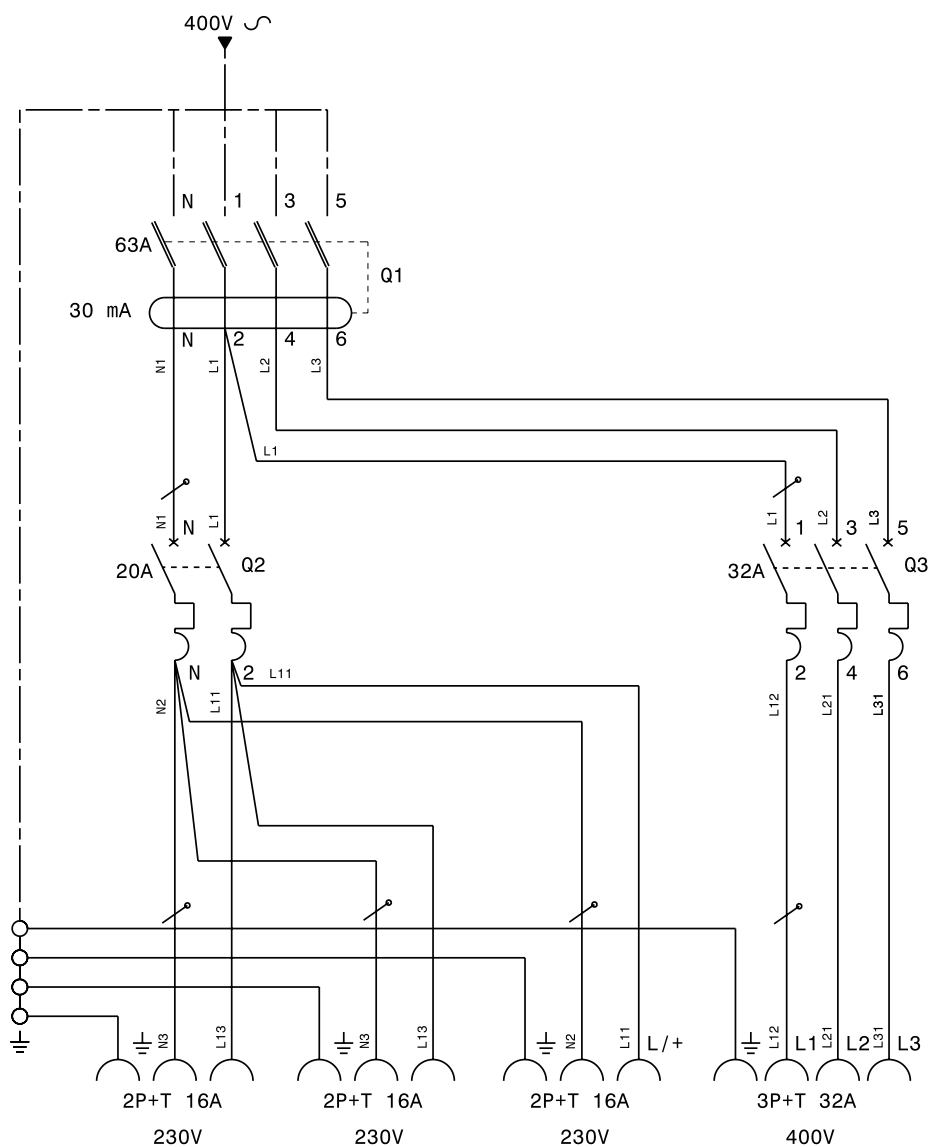 400V
N 1 3 5
63A
Q1
30 mA
N 2 4 6
N1 L1 L2 L3
L1
N1 N L1
L1 1 L2 3 L3 5
20A Q2
32A Q3
N 2 L11
2 4 6
N2 L11
L12 L21 L31
N3 L13
N3 L13
N2 L11 L/+
L12 L1 L21 L2 L31 L3
2P+T 16A
2P+T 16A
2P+T 16A
3P+T 32A
230V
230V
230V
400V